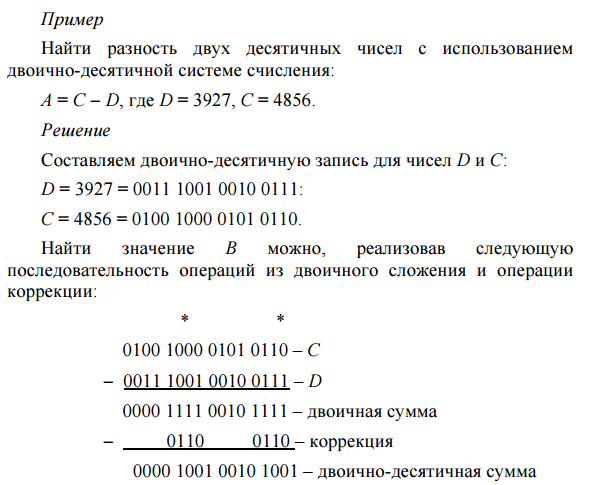 Пример
Найти разность двух десятичных чисел с использованием
двоично-десятичной системе счисления:
A = C – D, где D = 3927, C = 4856.
Решение
Составляем двоично-десятичную запись для чисел D и C:
D = 3927 = 0011 1001 0010 0111:
C = 4856 = 0100 1000 0101 0110.
Найти значение B можно, реализовав следующую
последовательность операций из двоичного сложения и операции
коррекции:
* *
0100 1000 0101 0110 – C
– 0011 1001 0010 0111 – D
0000 1111 0010 1111 – двоичная сумма
– 0110 0110 – коррекция
0000 1001 0010 1001 – двоично-десятичная сумма